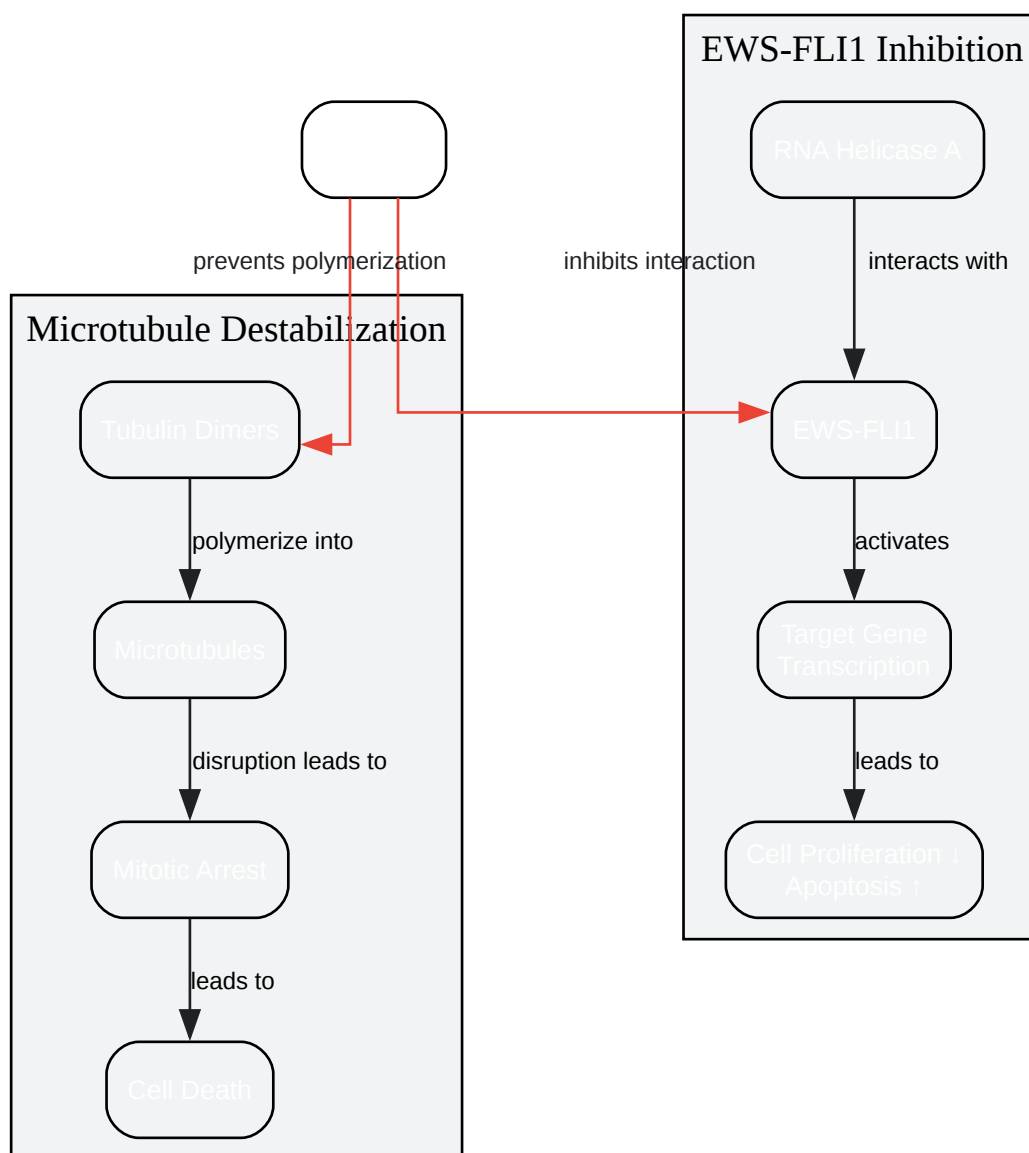 EWS-FLI1 Inhibition
RNA Helicase A
prevents polymerization
inhibits interaction
interacts with
Microtubule Destabilization
Tubulin Dimers
EWS-FLI1
polymerize into
activates
Microtubules
Target Gene
Transcription
disruption leads to
leads to
Mitotic Arrest
Cell Proliferation ↓
Apoptosis ↑
leads to
Cell Death